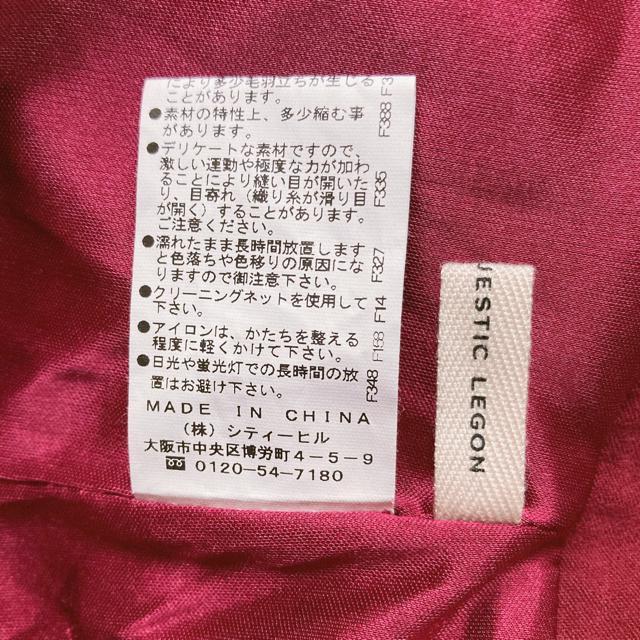 により多少毛羽立ちが生じる
ことがあります。
●素材の特性上、多少縮む事
があります。
●デリケートな素材ですので、
激しい運動や極度な力が加わ
ることにより縫い目が開いた
り、目寄れ（織り糸が滑り目
が開く）することがあります。
ご注意ください。
●濡れたまま長時間放置します
と色落ちや色移りの原因にな
りますので御注意下さい。
●クリーニングネットを使用して
下さい。
●アイロンは、かたちを整える
程度に軽くかけて下さい。
●日光や蛍光灯での長時間の放
置はお避け下さい。
MADE IN CHINA
（株）シティーヒル
大阪市中央区博労町4-5-9
0120-54-7180
F388
F335
F327
F14
F348
JESTIC LEGON